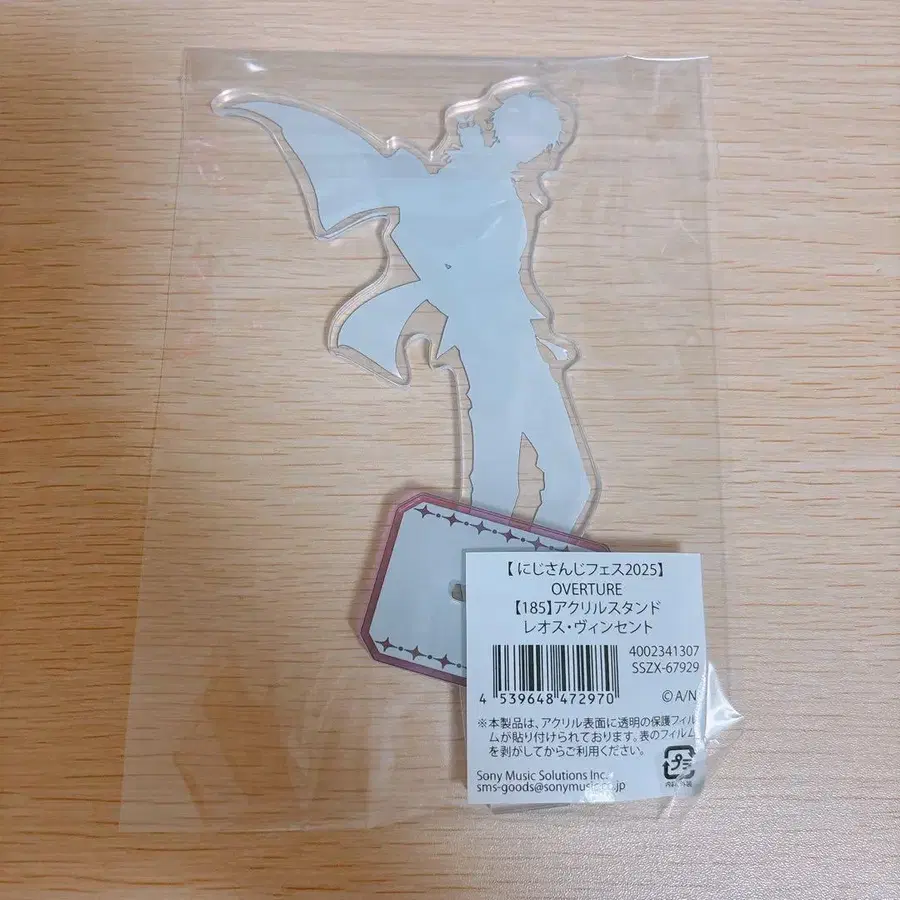 【にじさんじフェス2025】
OVERTURE
【185】アクリルスタンド
レオス・ヴィンセント
4002341307
SSZX-67929
4 539648 472970
©A/N
※本製品は、アクリル表面に透明の保護フィル
ムが貼り付けられております。表のフィルム
を剥がしてからご利用ください。
プラ
Sony Music Solutions Inc.
sms-goods@sonymusic.co.jp